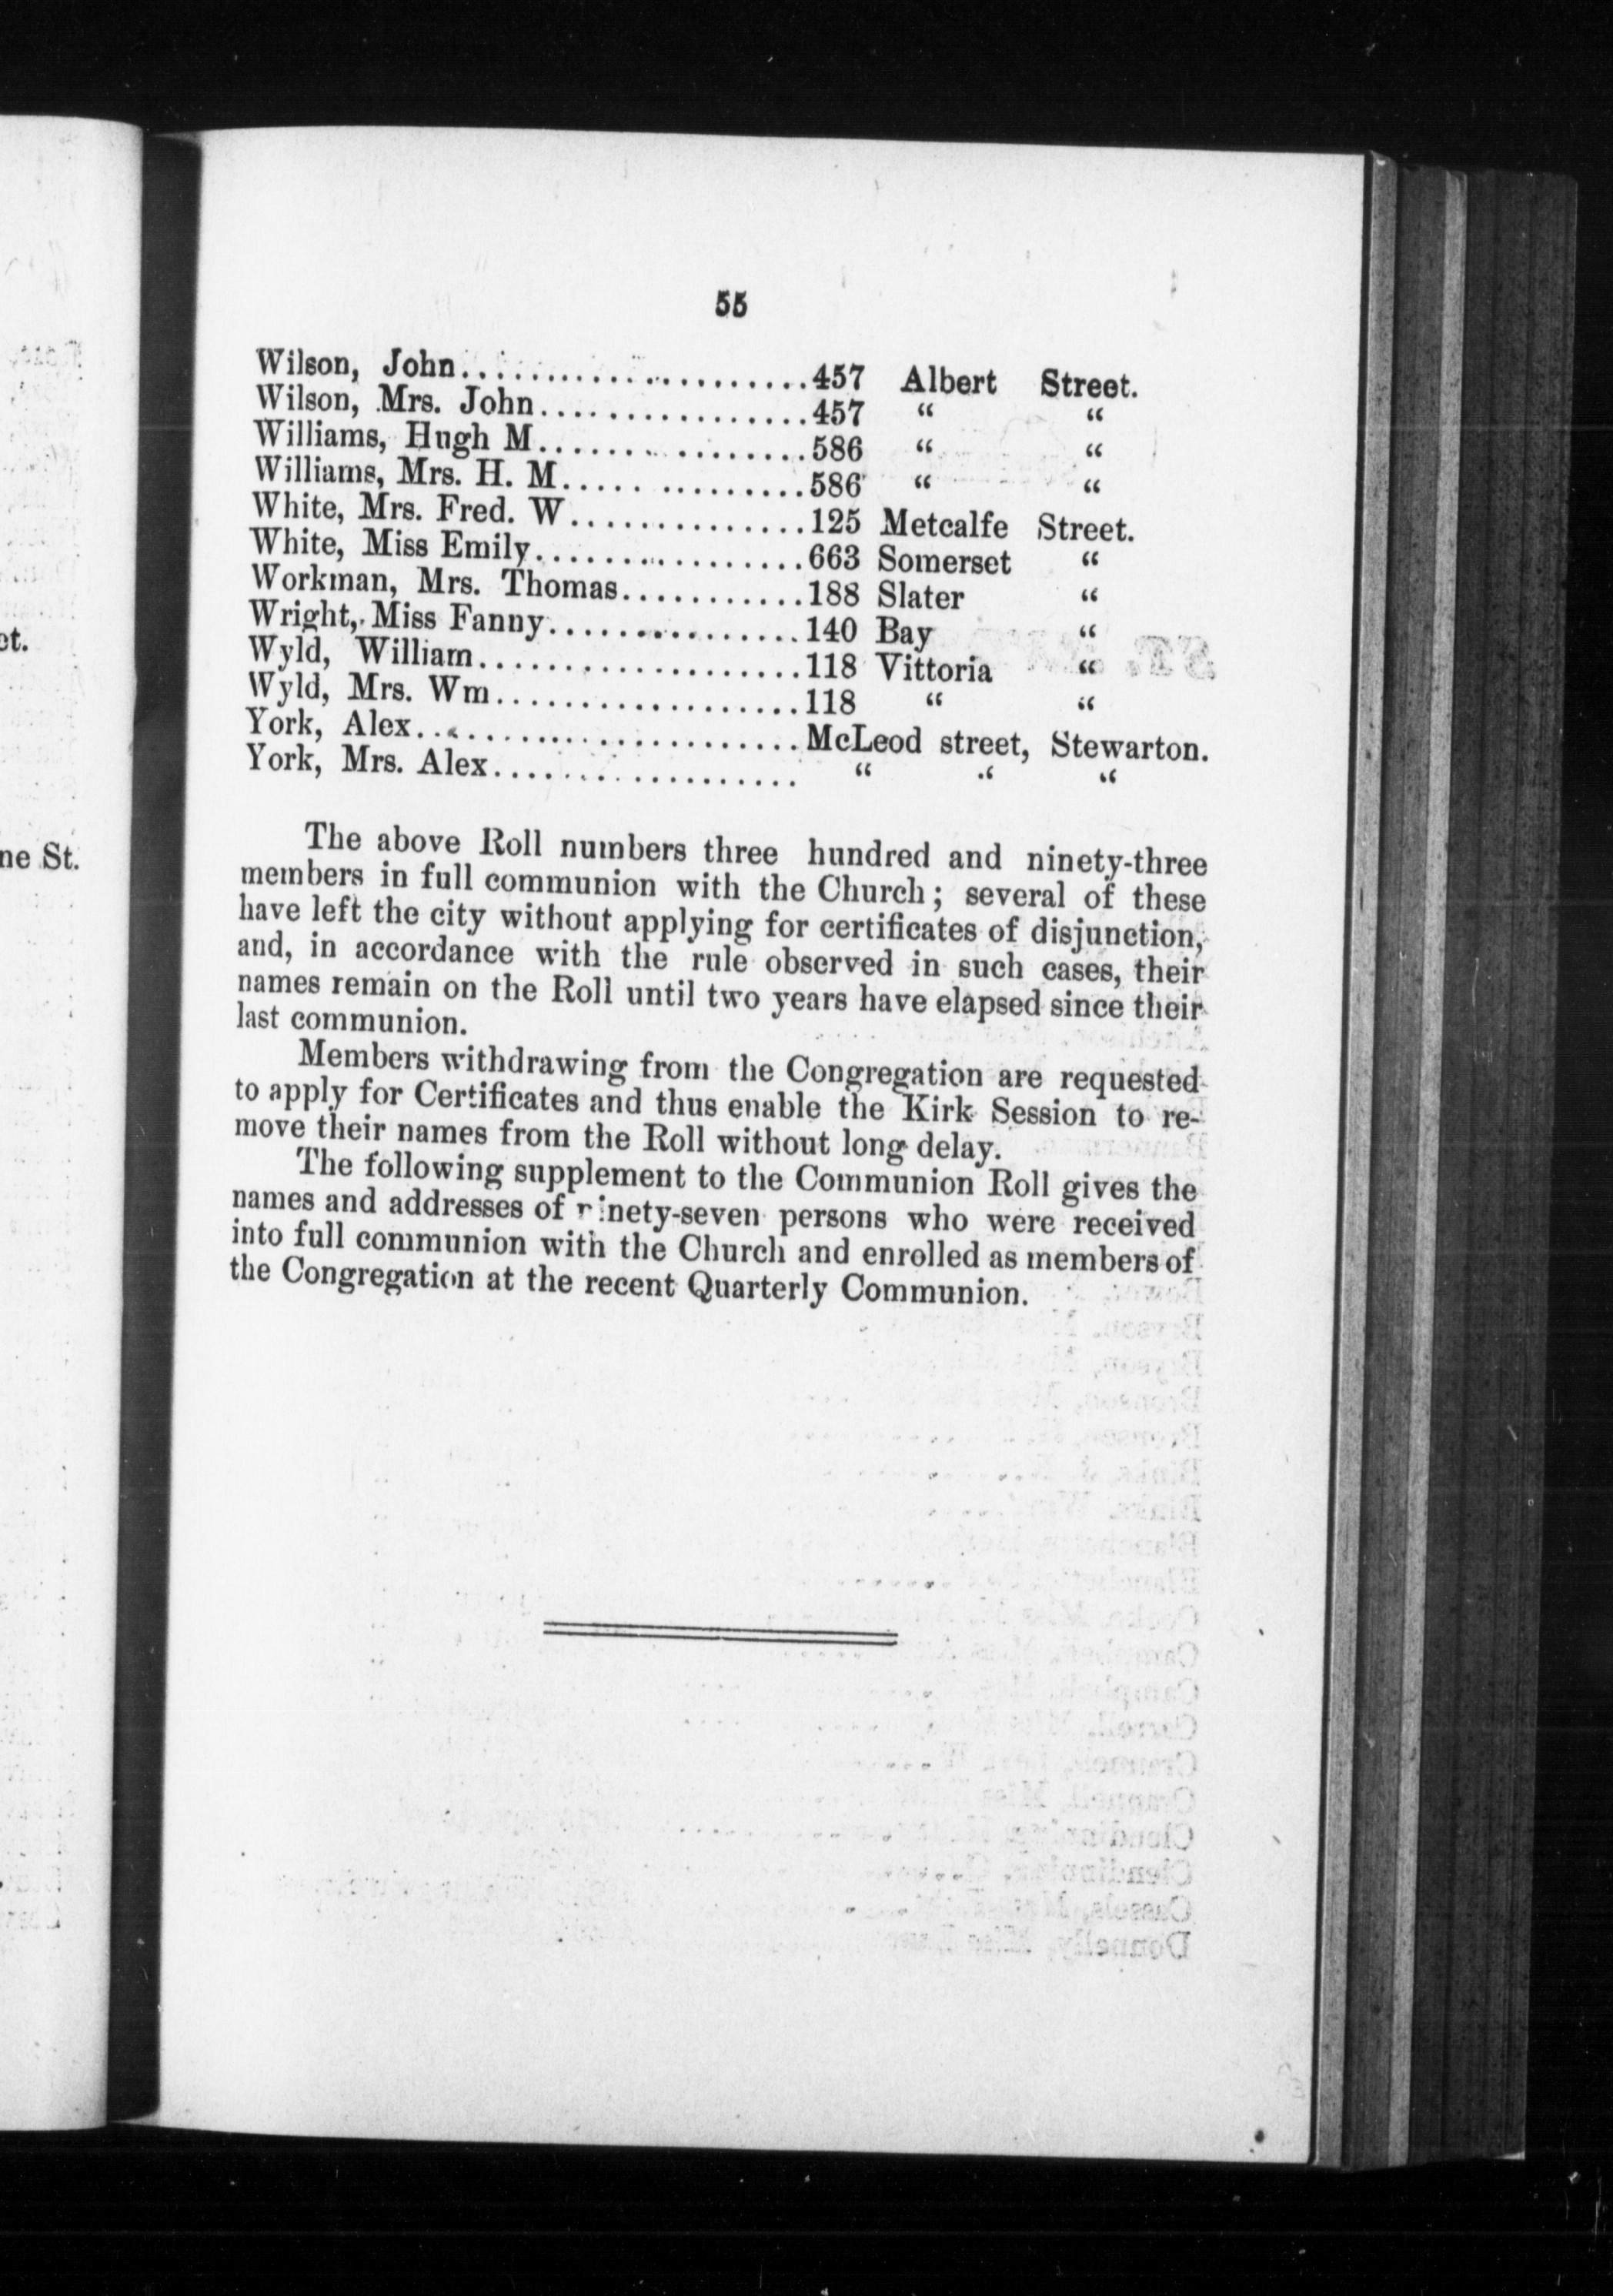 55
Wilson, John........................457 Albert Street.
Wilson, Mrs. John..................457 “ “
Williams, Hugh M..................586 “ “
Williams, Mrs. H. M................586 “ “
White, Mrs. Fred. W...............125 Metcalfe Street.
White, Miss Emily.................663 Somerset “
Workman, Mrs. Thomas...........188 Slater “
Wright, Miss Fanny................140 Bay “
Wyld, William.....................118 Vittoria “
Wyld, Mrs. Wm...................118 “ “
York, Alex........................McLeod street, Stewarton.
York, Mrs. Alex................... “ “ “
The above Roll numbers three hundred and ninety-three
members in full communion with the Church; several of these
have left the city without applying for certificates of disjunction,
and, in accordance with the rule observed in such cases, their
names remain on the Roll until two years have elapsed since their
last communion.
Members withdrawing from the Congregation are requested
to apply for Certificates and thus enable the Kirk Session to re-
move their names from the Roll without long delay.
The following supplement to the Communion Roll gives the
names and addresses of ninety-seven persons who were received
into full communion with the Church and enrolled as members of
the Congregation at the recent Quarterly Communion.